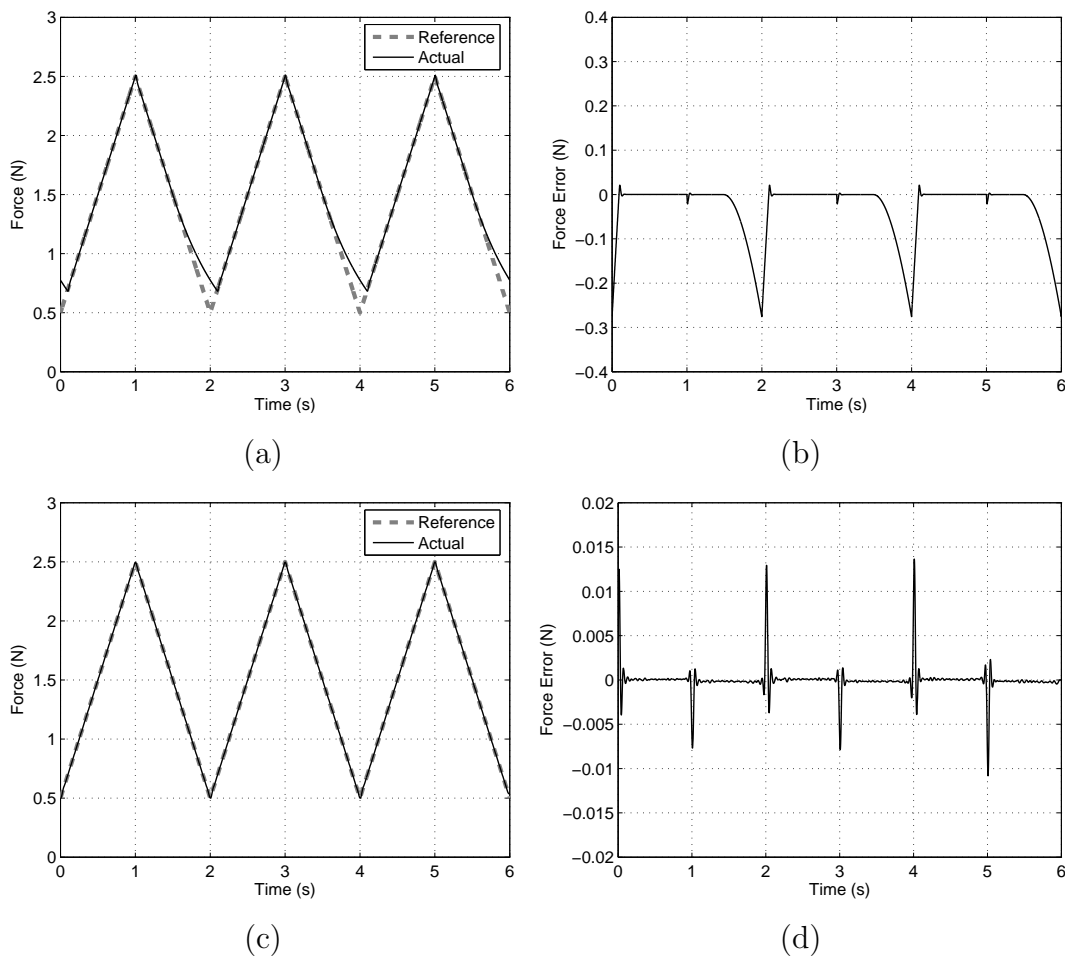 3
2.5
2
1.5
1
0.5
0
Force (N)
Reference
Actual
0 1 2 3 4 5 6
Time (s)
(a)
0.4
0.3
0.2
0.1
0
−0.1
−0.2
−0.3
−0.4
Force Error (N)
0 1 2 3 4 5 6
Time (s)
(b)
3
2.5
2
1.5
1
0.5
0
Force (N)
Reference
Actual
0 1 2 3 4 5 6
Time (s)
(c)
0.02
0.015
0.01
0.005
0
−0.005
−0.01
−0.015
−0.02
Force Error (N)
0 1 2 3 4 5 6
Time (s)
(d)